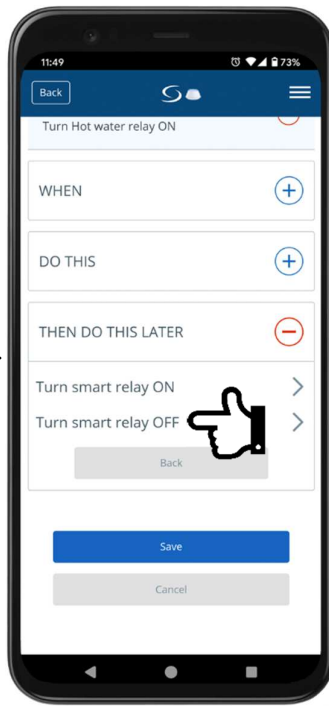 11:49
73%
Back
Turn Hot water relay ON
WHEN
DO THIS
THEN DO THIS LATER
Turn smart relay ON
Turn smart relay OFF
Back
Save
Cancel